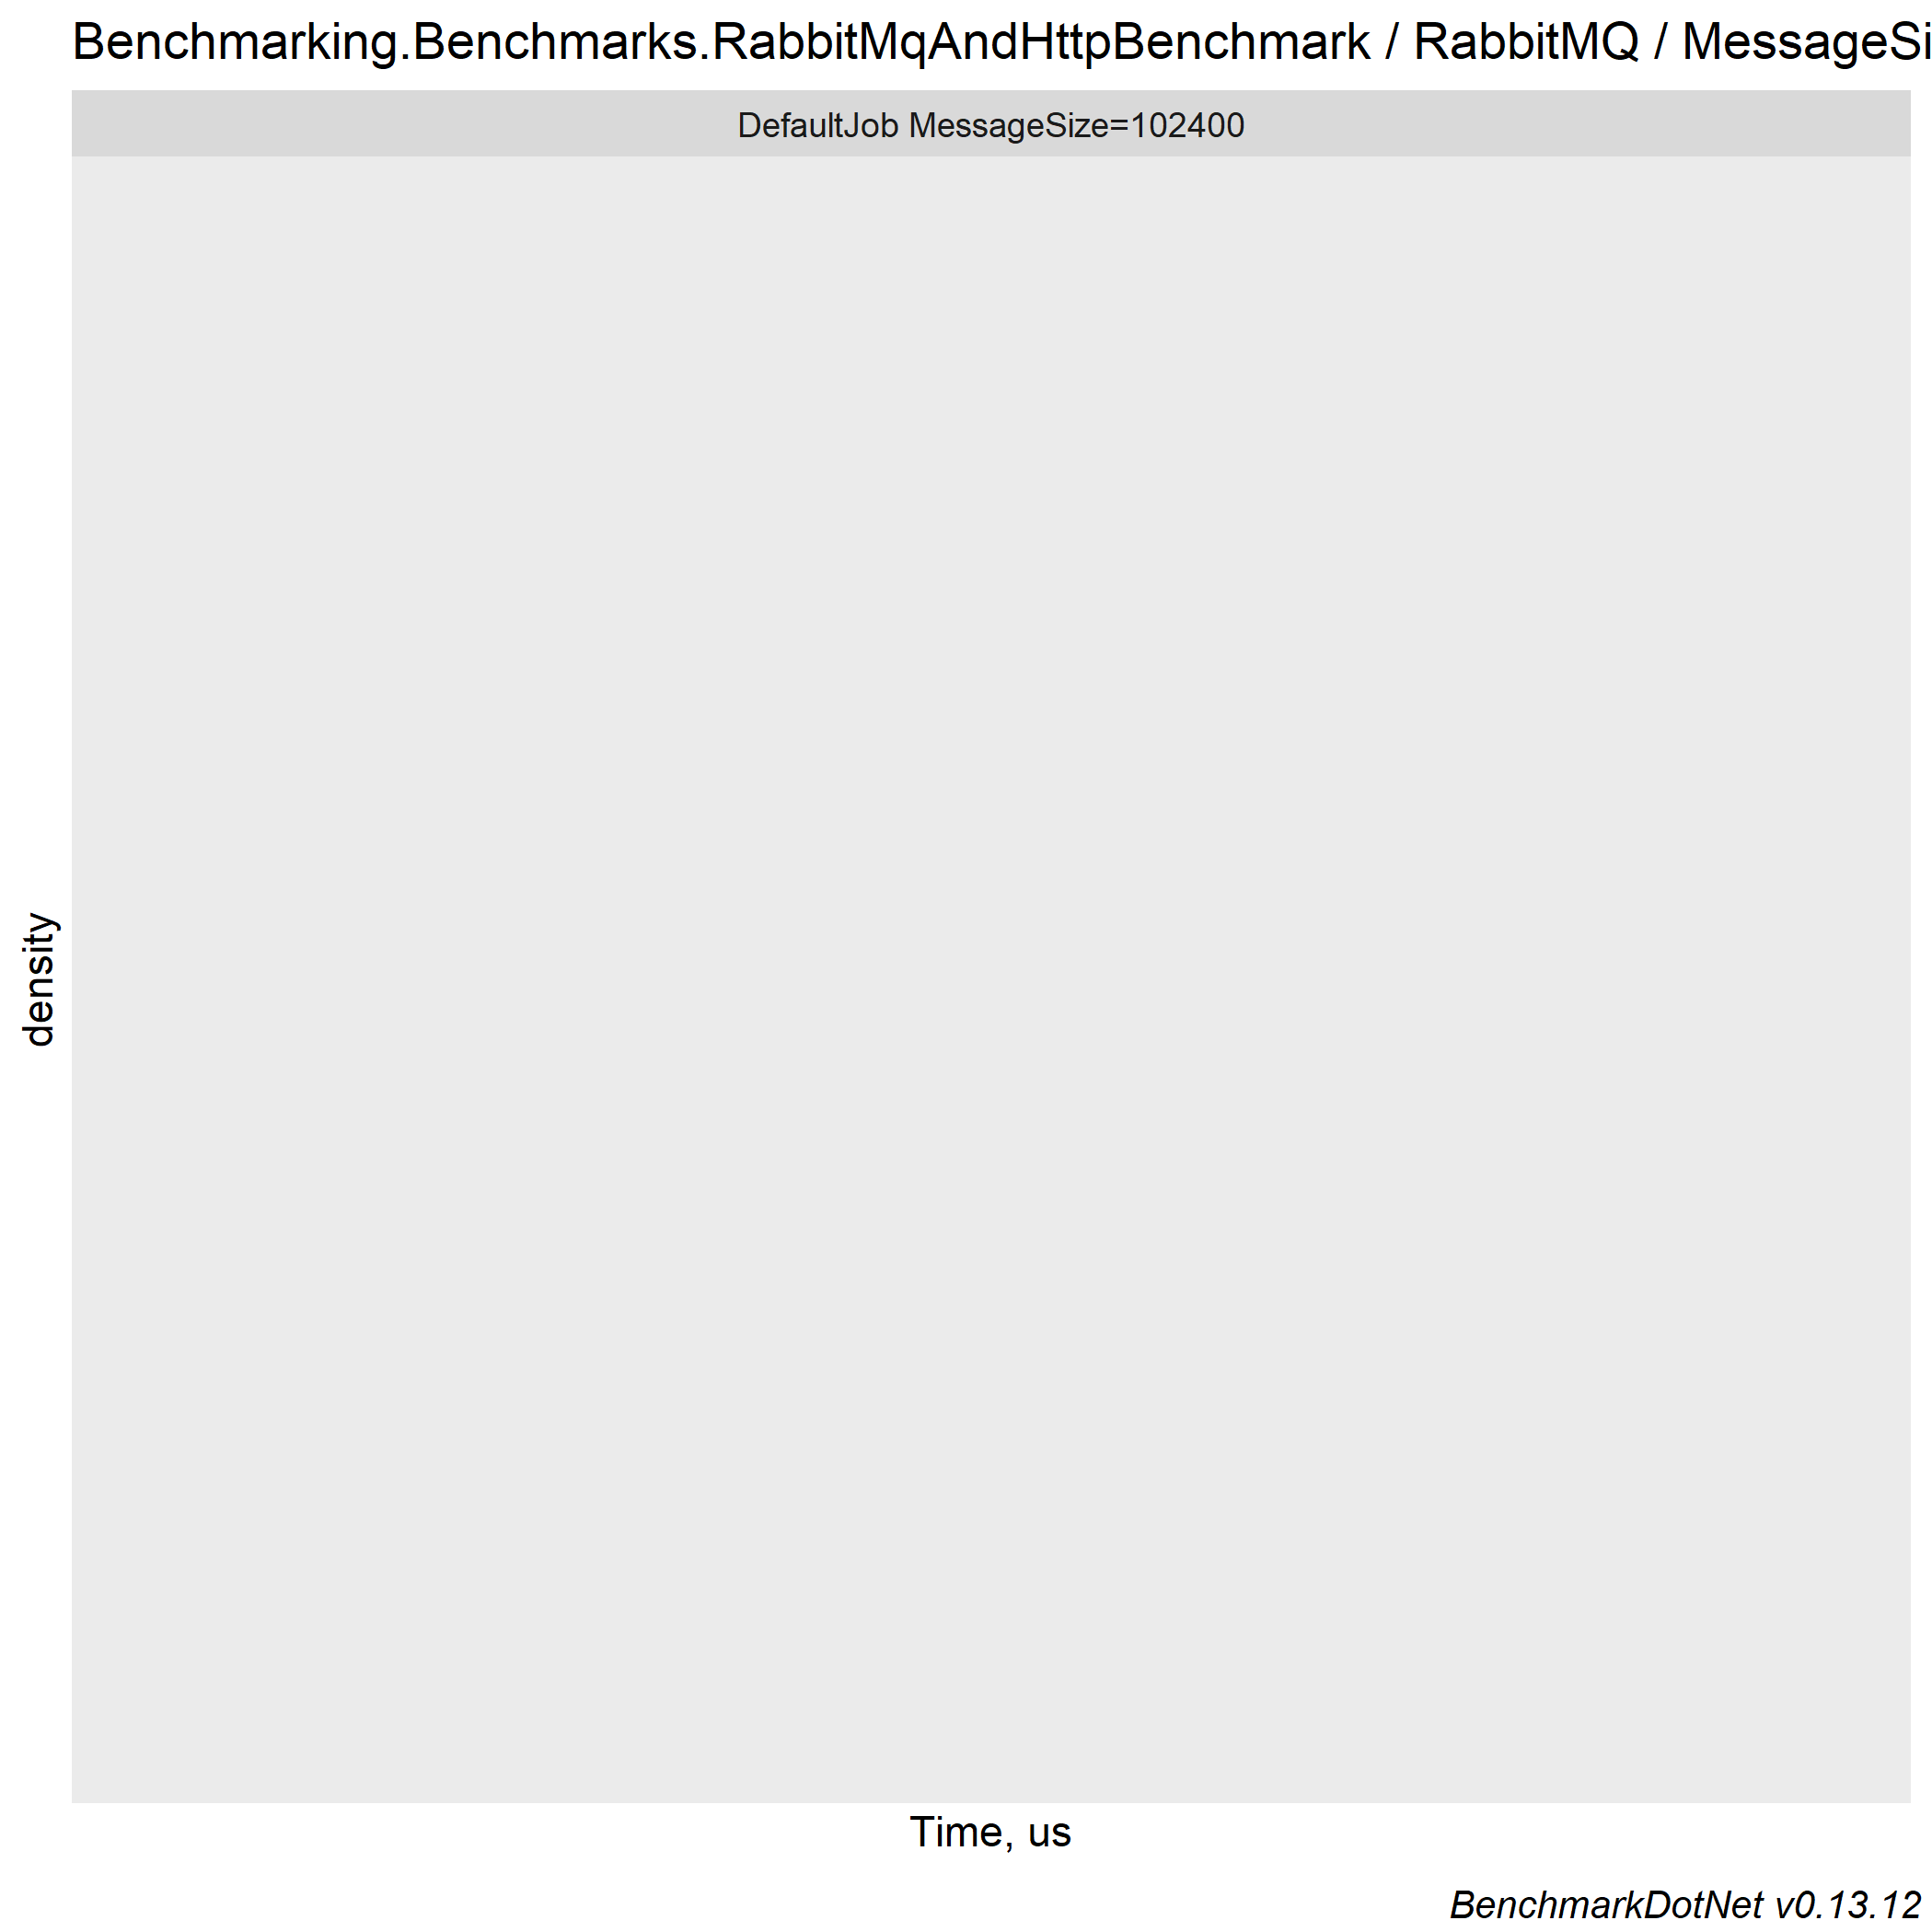 Benchmarking.Benchmarks.RabbitMqAndHttpBenchmark / RabbitMQ / MessageSi
DefaultJob MessageSize=102400
density
Time, us
BenchmarkDotNet v0.13.12